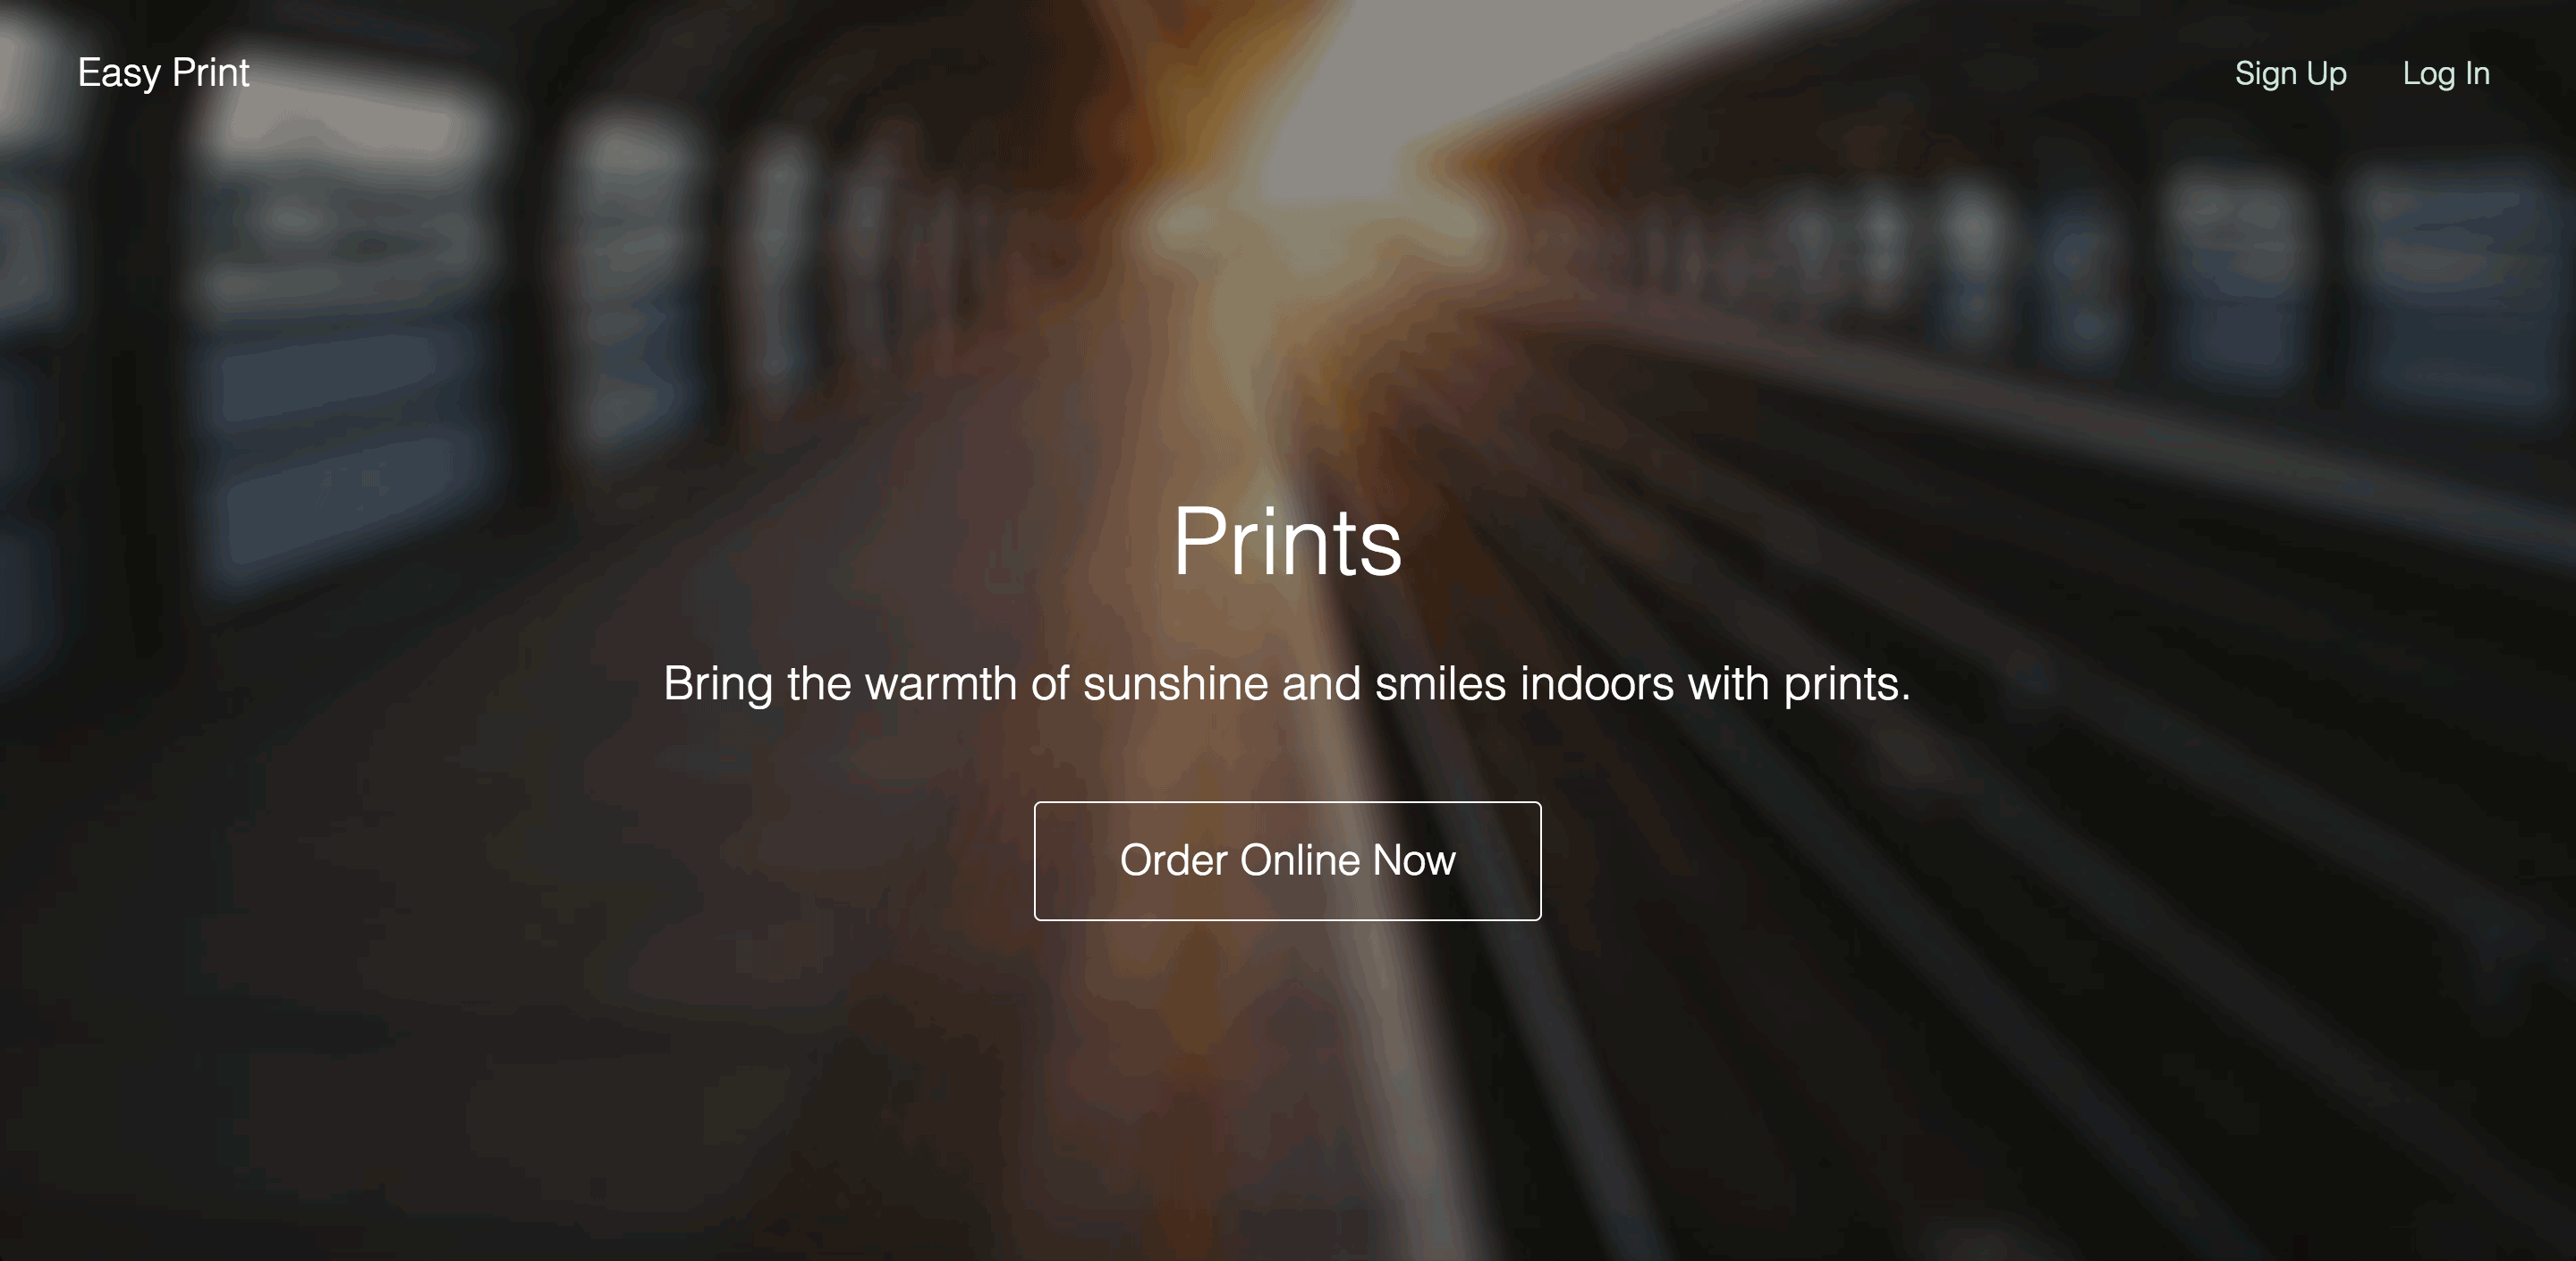 Easy Print
Sign Up
Log In
Prints
Bring the warmth of sunshine and smiles indoors with prints.
Order Online Now